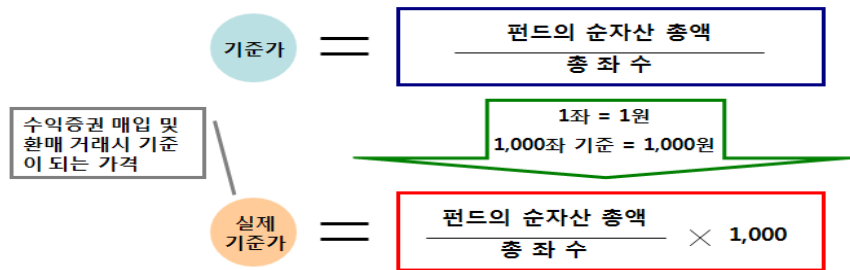 기준가
펀드의 순자산 총액
총 좌 수
수익증권 매입 및
환매 거래시 기준
이 되는 가격
1좌 = 1원
1,000좌 기준 = 1,000원
실제
기준가
펀드의 순자산 총액
총 좌 수
× 1,000